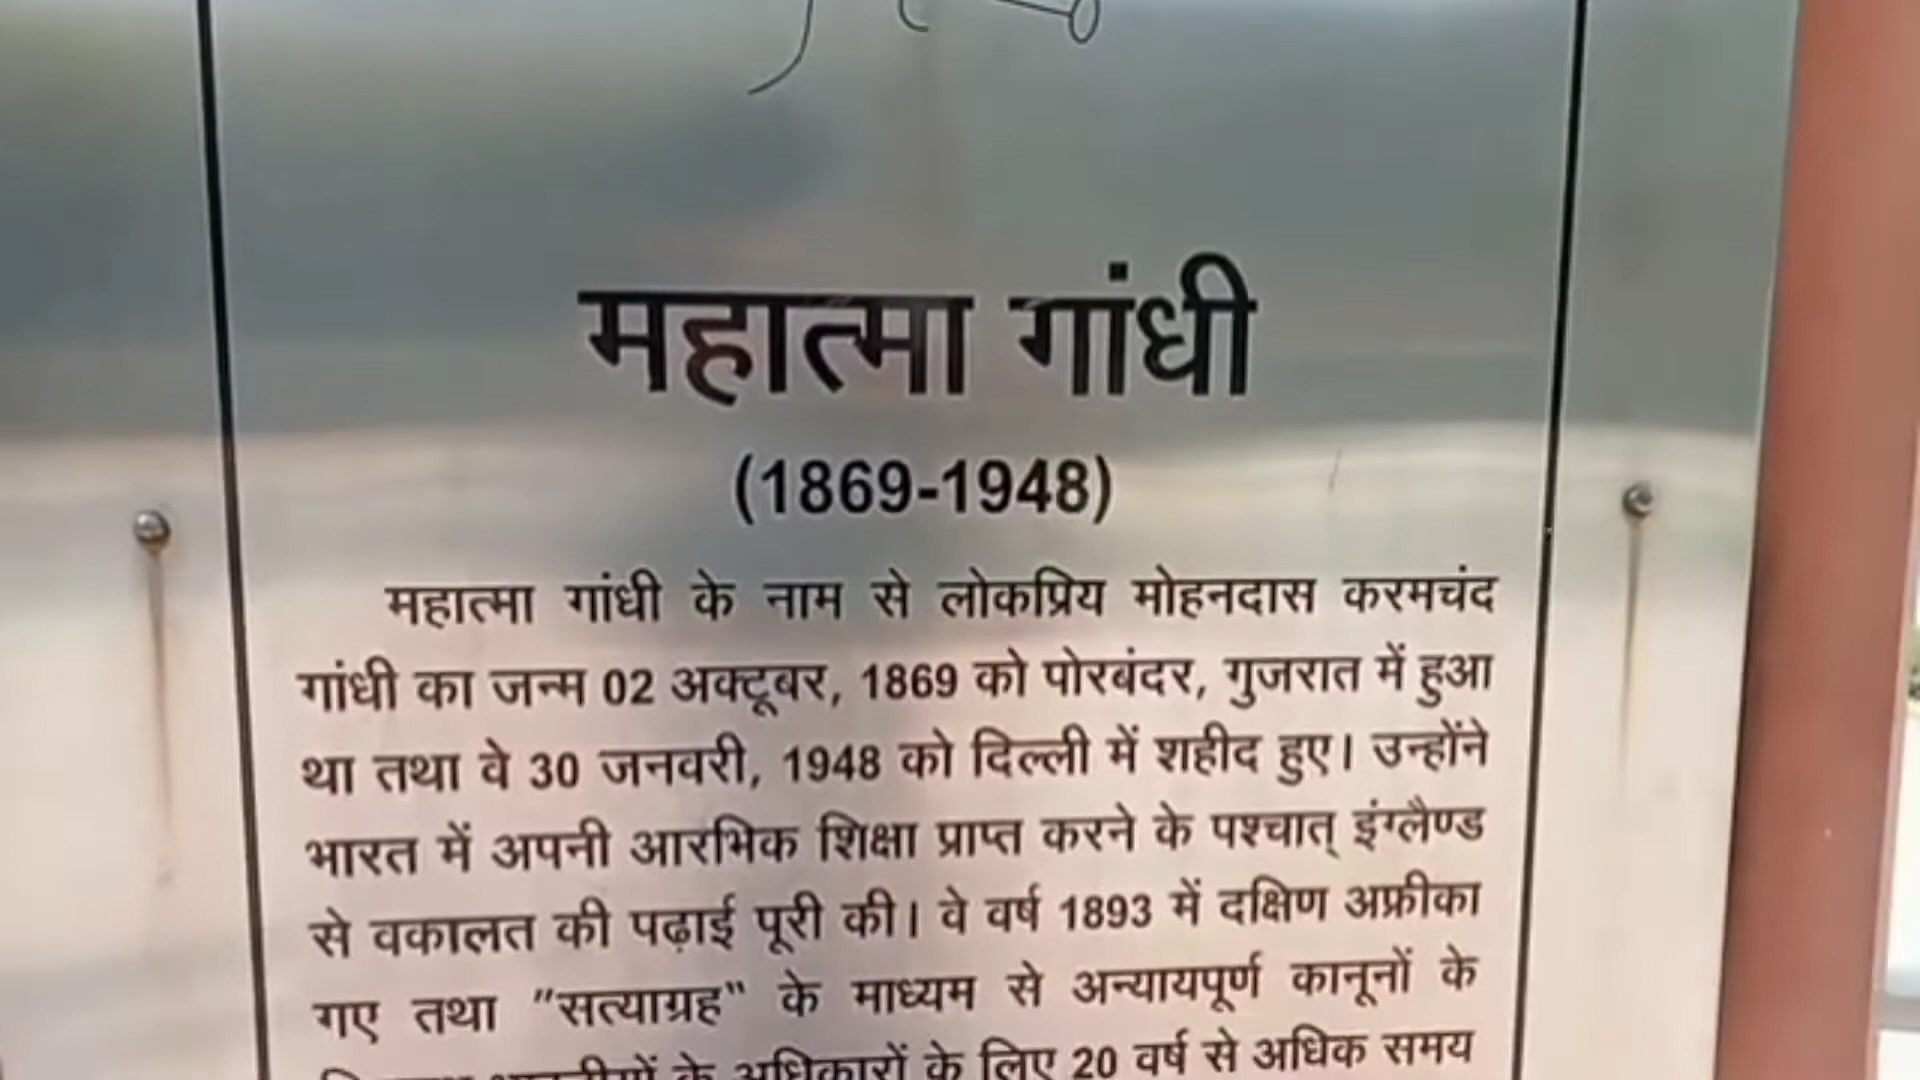 महात्मा गांधी
(1869-1948)
महात्मा गांधी के नाम से लोकप्रिय मोहनदास करमचंद
गांधी का जन्म 02 अक्टूबर, 1869 को पोरबंदर, गुजरात में हुआ
था तथा वे 30 जनवरी, 1948 को दिल्ली में शहीद हुए। उन्होंने
भारत में अपनी आरभिक शिक्षा प्राप्त करने के पश्चात् इंग्लैण्ड
से वकालत की पढ़ाई पूरी की। वे वर्ष 1893 में दक्षिण अफ्रीका
गए तथा "सत्याग्रह" के माध्यम से अन्यायपूर्ण कानूनों के
के अधिकारों के लिए 20 वर्ष से अधिक समय